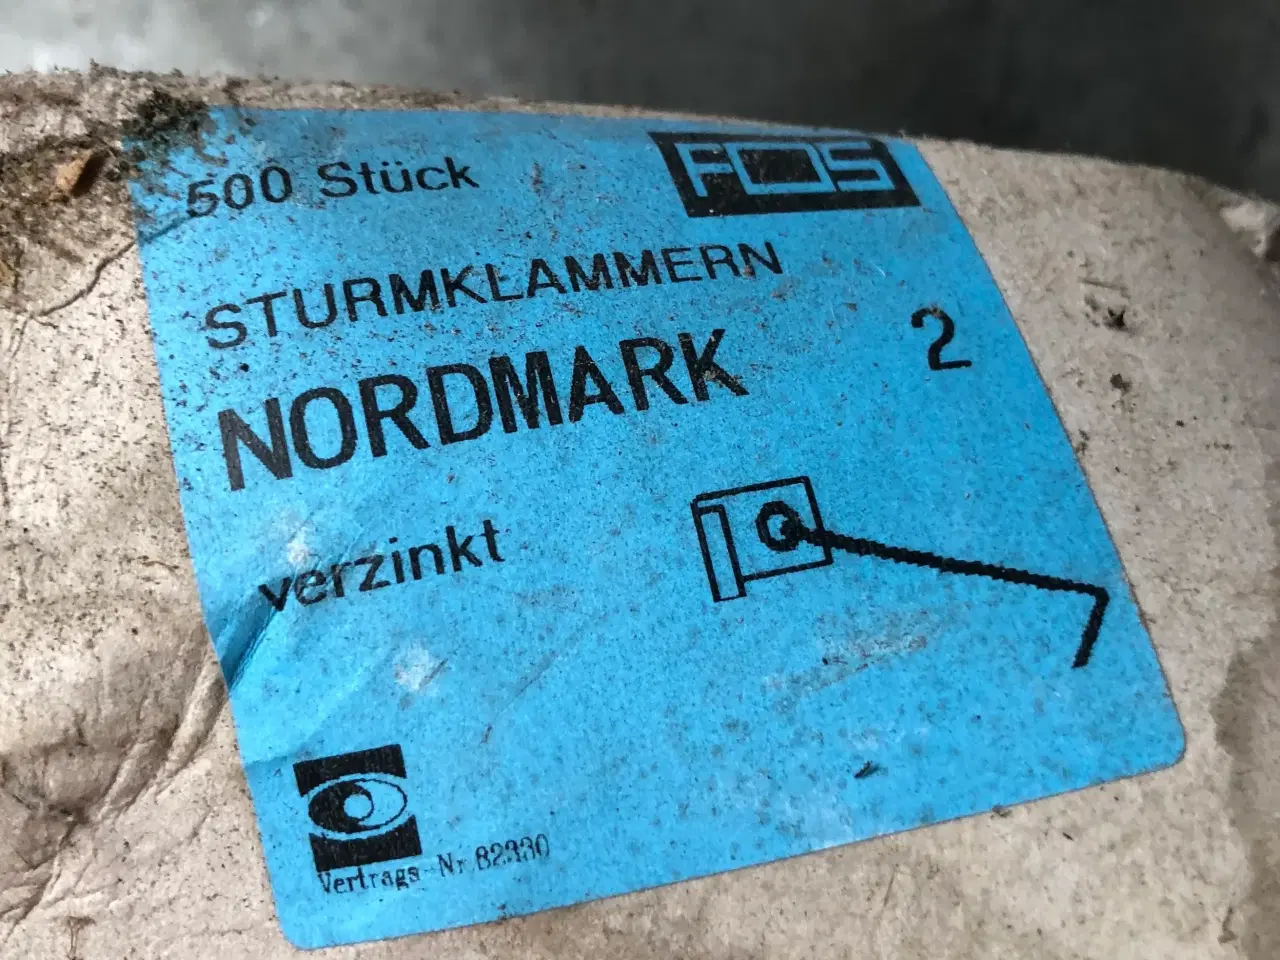 500 Stück
FOS
STURMKLAMMERN
NORDMARK 2
verzinkt
Vertrags-Nr. 82330